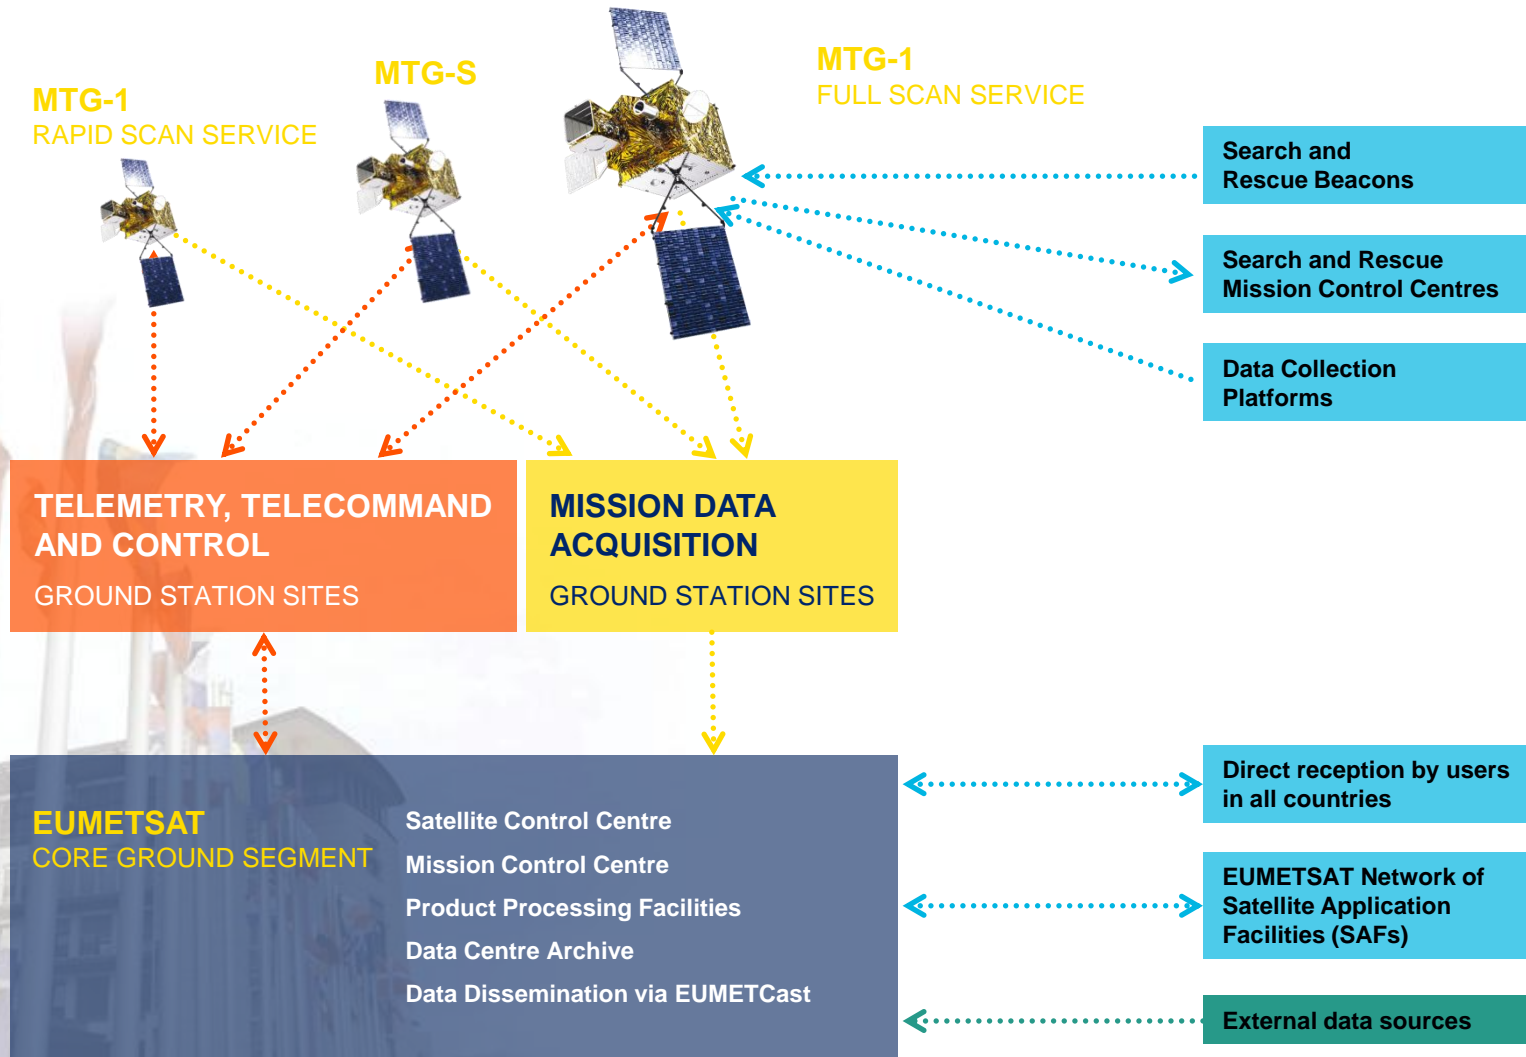 MTG-1
RAPID SCAN SERVICE
MTG-S
MTG-1
FULL SCAN SERVICE
Search and
Rescue Beacons
Search and Rescue
Mission Control Centres
Data Collection
Platforms
TELEMETRY, TELECOMMAND
AND CONTROL
GROUND STATION SITES
MISSION DATA
ACQUISITION
GROUND STATION SITES
EUMETSAT
CORE GROUND SEGMENT
Satellite Control Centre
Mission Control Centre
Product Processing Facilities
Data Centre Archive
Data Dissemination via EUMETCast
Direct reception by users
in all countries
EUMETSAT Network of
Satellite Application
Facilities (SAFs)
External data sources